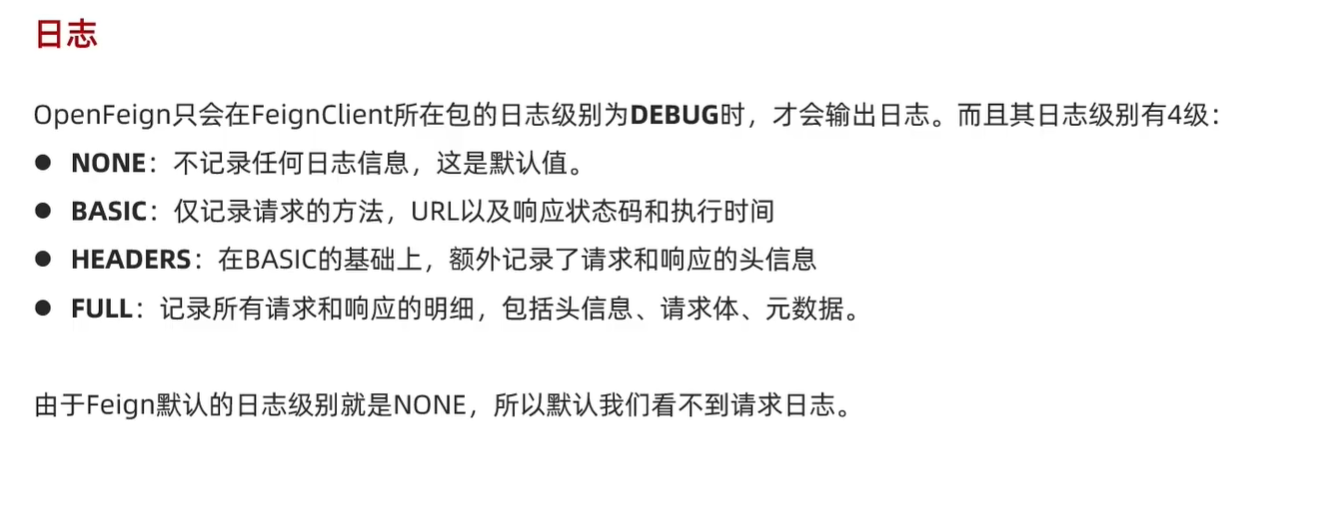 日志
OpenFeign只会在FeignClient所在包的日志级别为DEBUG时，才会输出日志。而且其日志级别有4级：
● NONE：不记录任何日志信息，这是默认值。
● BASIC：仅记录请求的方法，URL以及响应状态码和执行时间
● HEADERS：在BASIC的基础上，额外记录了请求和响应的头信息
● FULL：记录所有请求和响应的明细，包括头信息、请求体、元数据。
由于Feign默认的日志级别就是NONE，所以默认我们看不到请求日志。